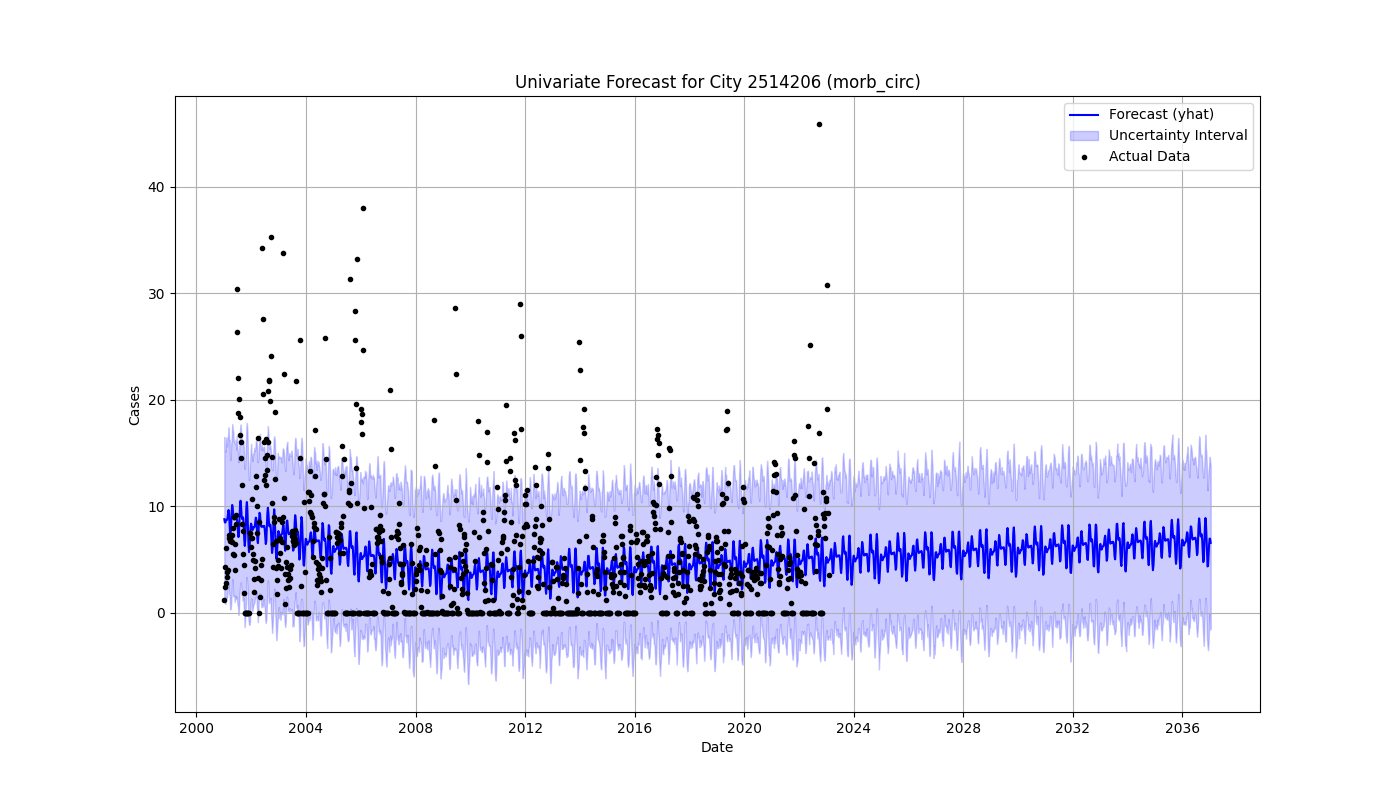 Univariate Forecast for City 2514206 (morb_circ)
Forecast (yhat)
Uncertainty Interval
Actual Data
Cases
40
30
20
10
0
2000 2004 2008 2012 2016 2020 2024 2028 2032 2036
Date